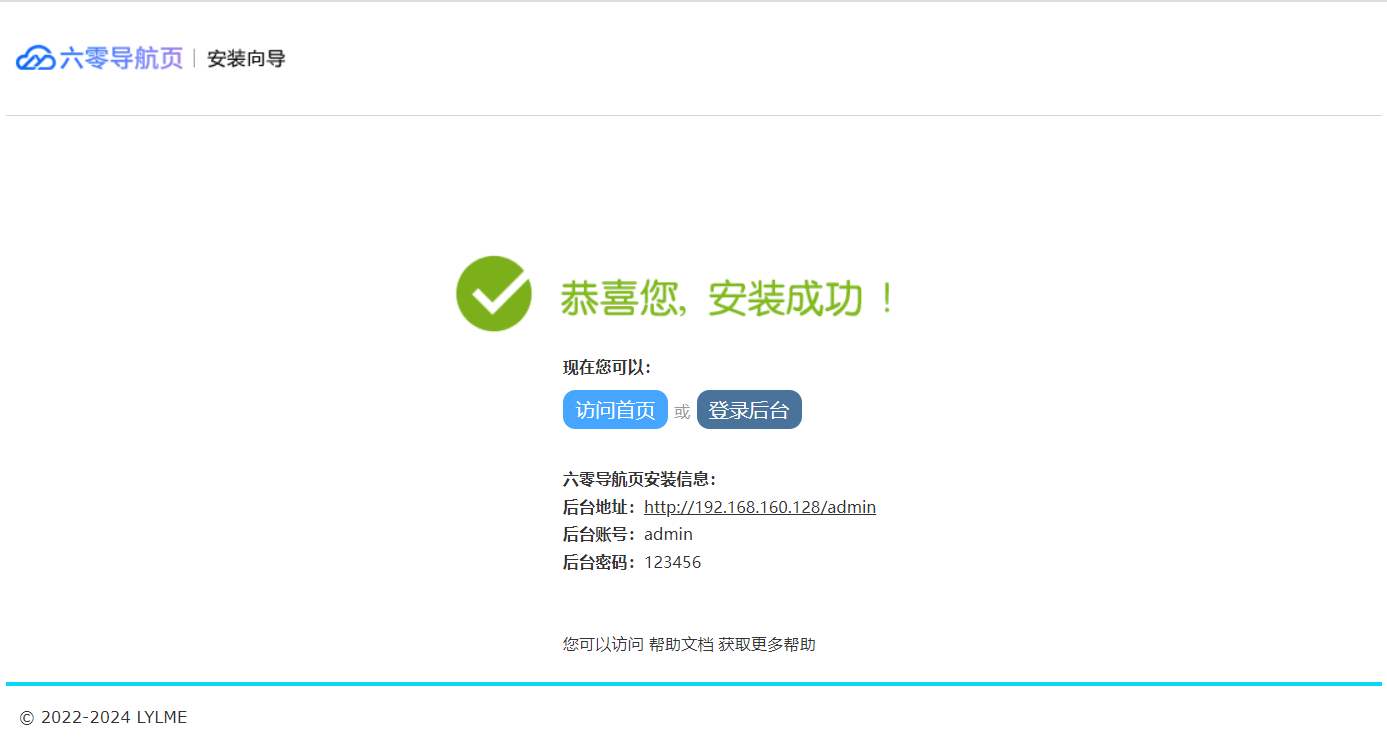 六零导航页 | 安装向导
恭喜您，安装成功！
现在您可以：
访问首页 或 登录后台
六零导航页安装信息：
后台地址：http://192.168.160.128/admin
后台账号：admin
后台密码：123456
您可以访问 帮助文档 获取更多帮助
© 2022-2024 LYLME